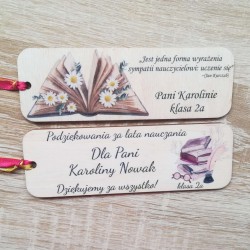 „Jest jedna forma wyrażenia
sympatii nauczycielowi: uczenie się"
~Jan Kurczab
Pani Karolinie
klasa 2a
Podziękowania za lata nauczania
Dla Pani
Karoliny Nowak
Dziękujemy za wszystko!
klasa 2a